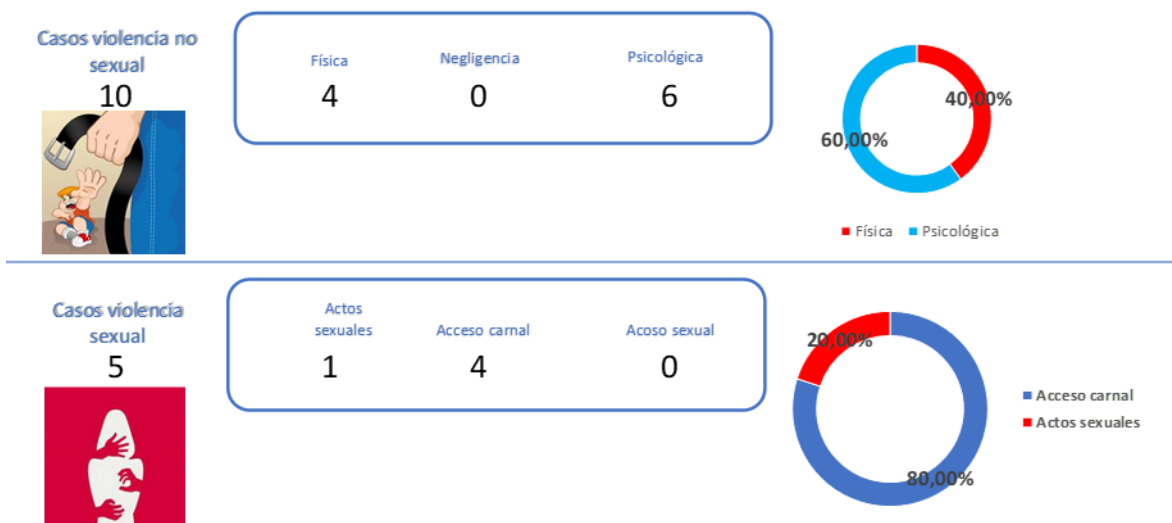 Casos violencia no
sexual
10
Física
Negligencia
Psicológica
4
0
6
40,00%
60,00%
Física
Psicológica
Casos violencia
sexual
5
Actos
sexuales
Acceso carnal
Acoso sexual
1
4
0
20,00%
80,00%
Acceso carnal
Actos sexuales